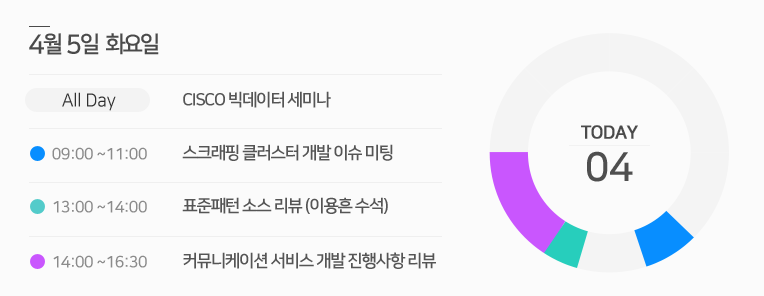 4월 5일 화요일
All Day CISCO 빅데이터 세미나
09:00 ~11:00 스크래핑 클러스터 개발 이슈 미팅
13:00 ~14:00 표준패턴 소스 리뷰 (이용흔 수석)
14:00 ~16:30 커뮤니케이션 서비스 개발 진행사항 리뷰
TODAY
04